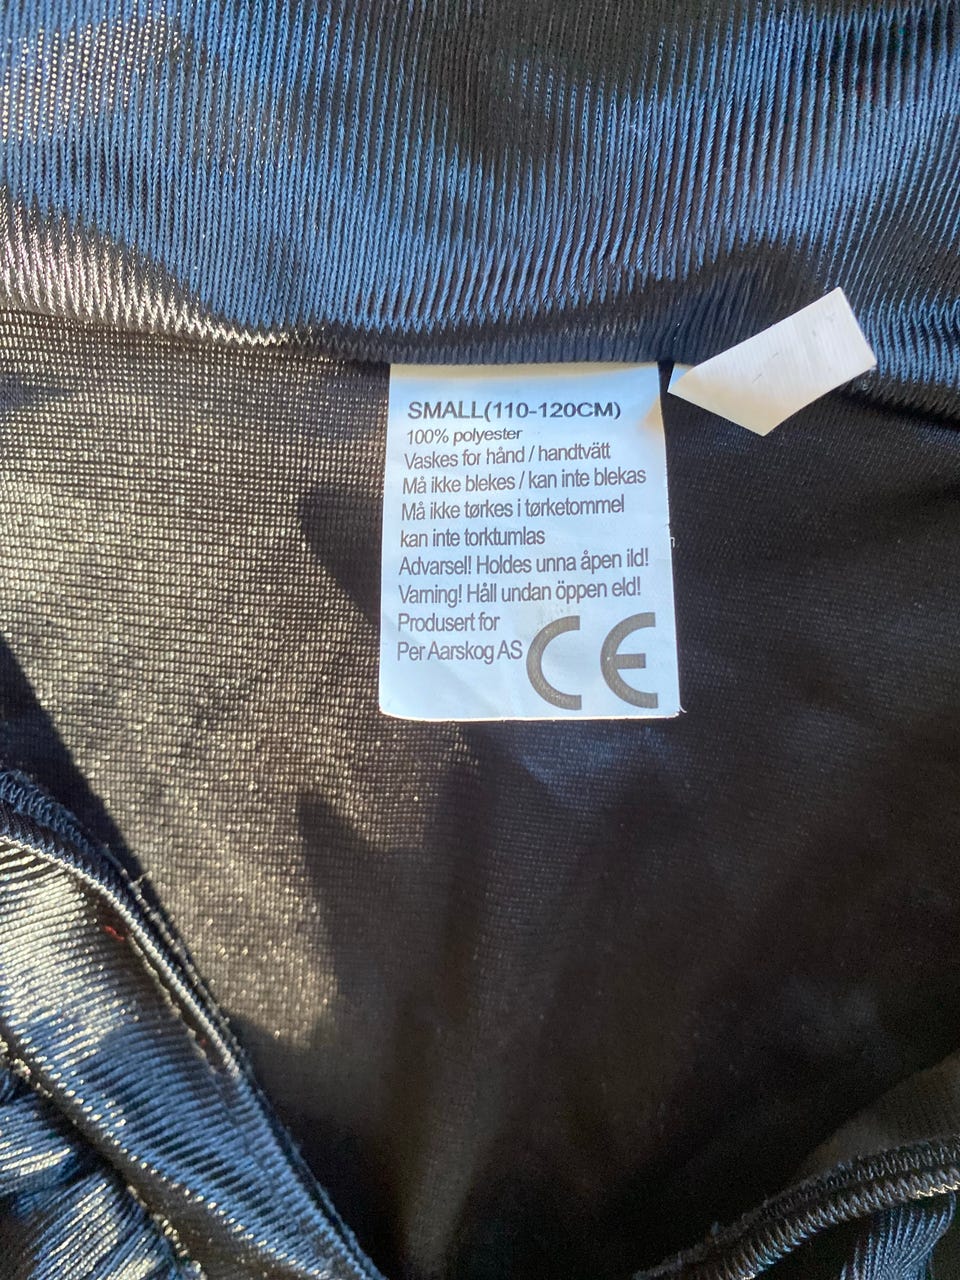 SMALL(110-120CM)
100% polyester
Vaskes for hånd / handtvätt
Må ikke blekes / kan inte blekas
Må ikke tørkes i tørketommel
kan inte torktumlas
Advarsel! Holdes unna åpen ild!
Varning! Håll undan öppen eld!
Produsert for
Per Aarskog AS
CE